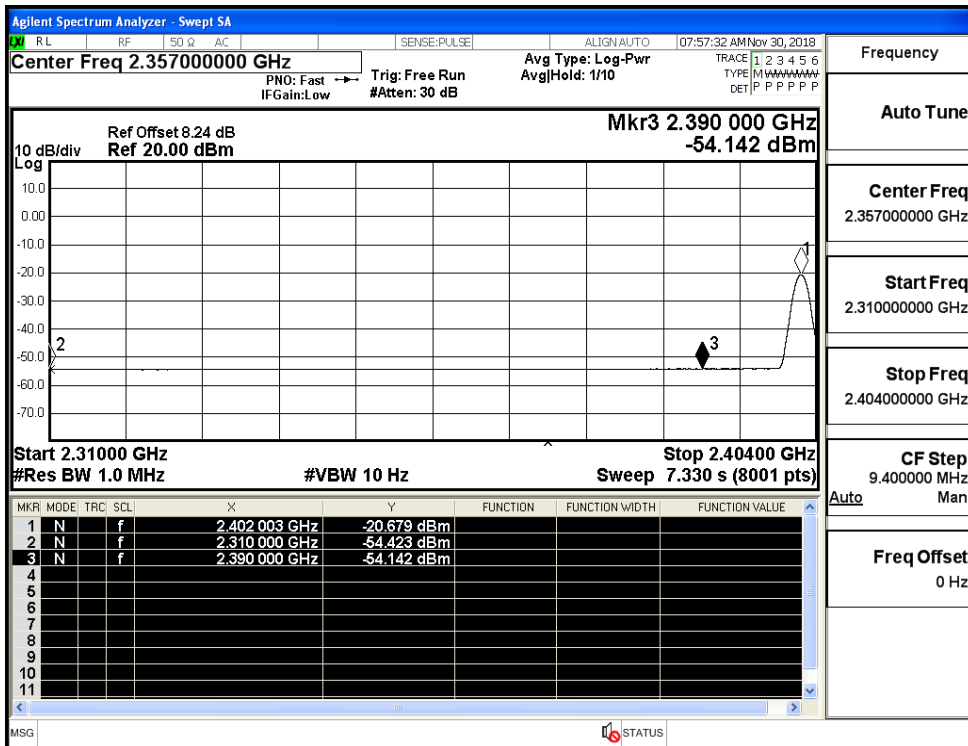 Agilent Spectrum Analyzer - Swept SA
LXI RL RF 50 Ω AC SENSE:PULSE ALIGN AUTO 07:57:32 AM Nov 30, 2018
Center Freq 2.357000000 GHz
PNO: Fast
IFGain:Low
Trig: Free Run
#Atten: 30 dB
Avg Type: Log-Pwr
Avg|Hold: 1/10
TRACE 1 2 3 4 5 6
TYPE M W W W W W
DET P P P P P P
Mkr3 2.390 000 GHz
-54.142 dBm
Ref Offset 8.24 dB
10 dB/div Ref 20.00 dBm
Log
10.0
0.00
-10.0
-20.0
-30.0
-40.0
-50.0
-60.0
-70.0
1
2
3
Start 2.31000 GHz Stop 2.40400 GHz
#Res BW 1.0 MHz #VBW 10 Hz Sweep 7.330 s (8001 pts)
MKR MODE TRC SCL X Y FUNCTION FUNCTION WIDTH FUNCTION VALUE
1 N f 2.402 003 GHz -20.679 dBm
2 N f 2.310 000 GHz -54.423 dBm
3 N f 2.390 000 GHz -54.142 dBm
4
5
6
7
8
9
10
11
MSG STATUS
Frequency
Auto Tune
Center Freq
2.357000000 GHz
Start Freq
2.310000000 GHz
Stop Freq
2.404000000 GHz
CF Step
9.400000 MHz
Auto Man
Freq Offset
0 Hz